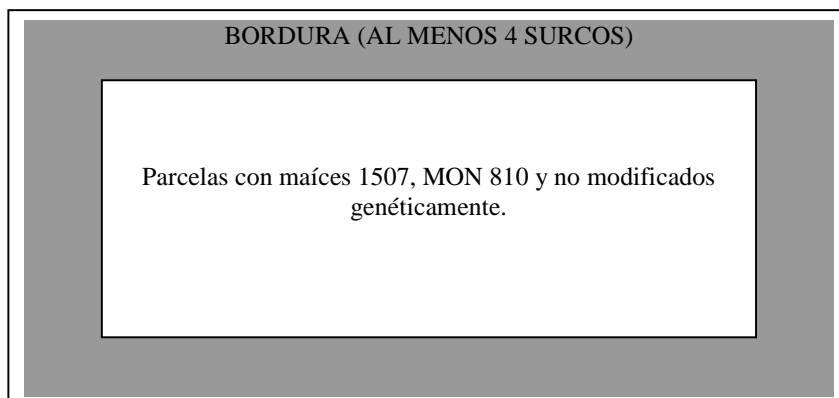 BORDURA (AL MENOS 4 SURCOS)
Parcelas con maíces 1507, MON 810 y no modificados
genéticamente.